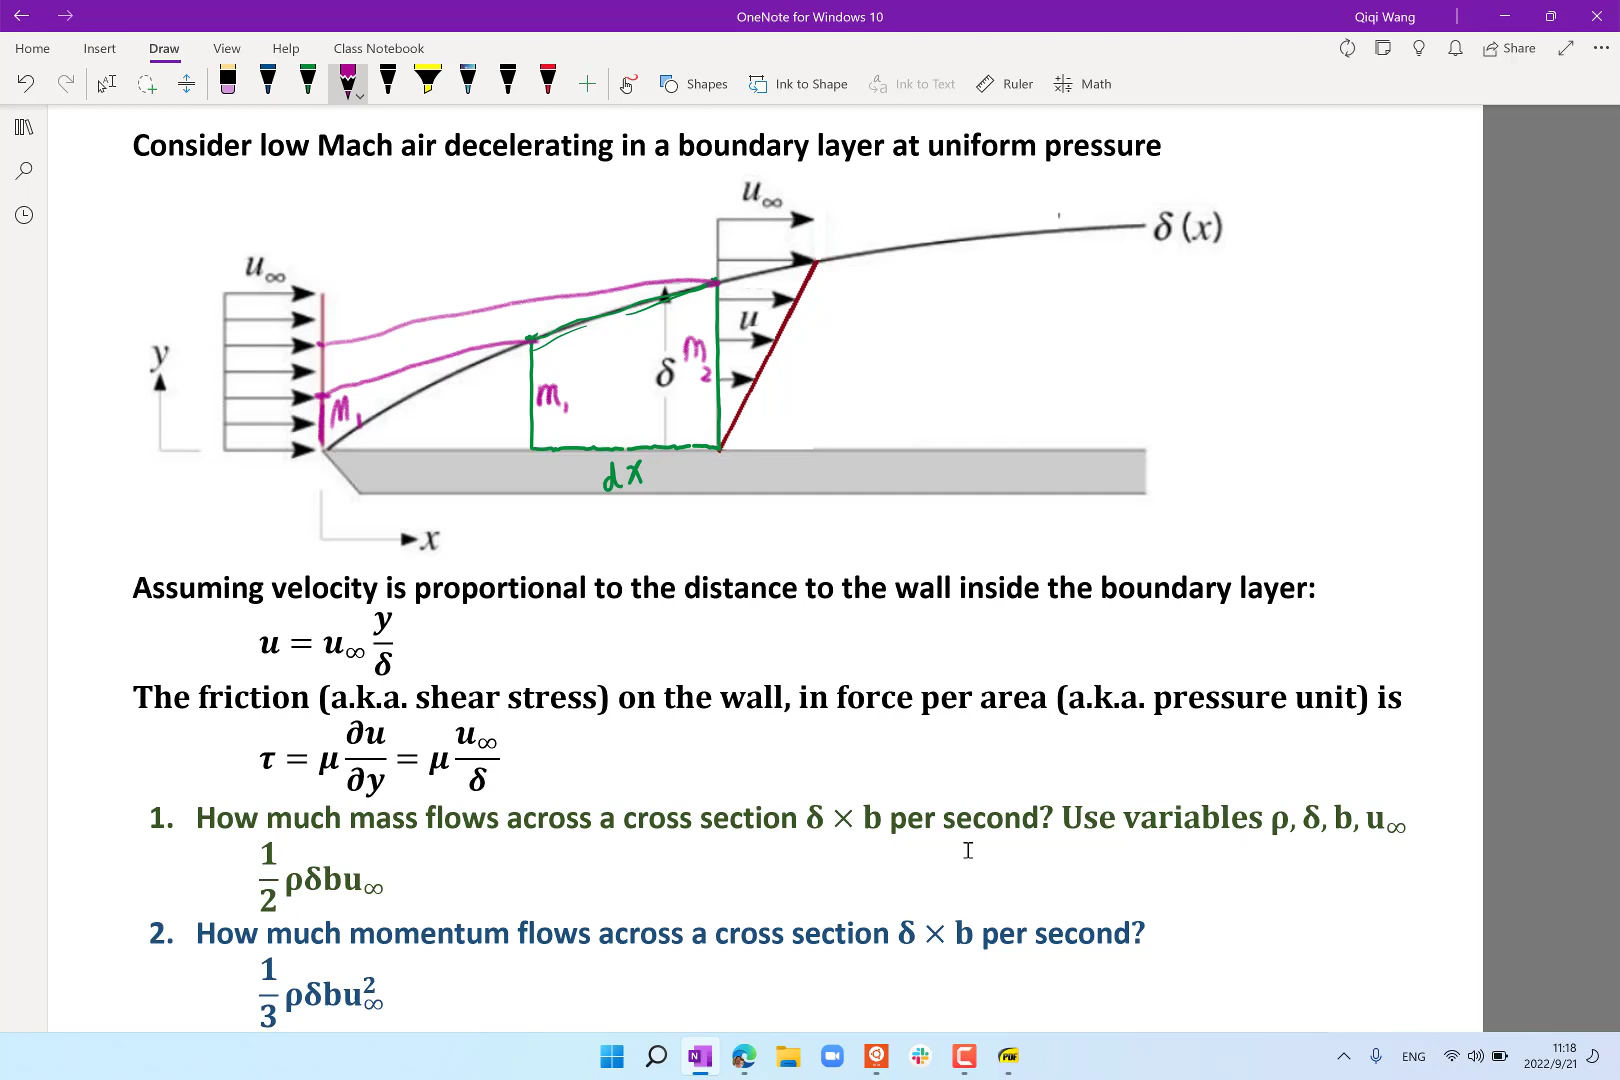 OneNote for Windows 10
Qiqi Wang
Home Insert Draw View Help Class Notebook
Share
Shapes Ink to Shape Ink to Text Ruler Math
Consider low Mach air decelerating in a boundary layer at uniform pressure
u∞
δ(x)
u∞
u
y
m₂
δ
m₁
M₁
dx
x
Assuming velocity is proportional to the distance to the wall inside the boundary layer:
u = u∞ y/δ
The friction (a.k.a. shear stress) on the wall, in force per area (a.k.a. pressure unit) is
τ = μ ∂u/∂y = μ u∞/δ
1. How much mass flows across a cross section δ × b per second? Use variables ρ, δ, b, u∞
1/2 ρδbu∞
2. How much momentum flows across a cross section δ × b per second?
1/3 ρδbu∞²
PDF
ENG
11:18
2022/9/21